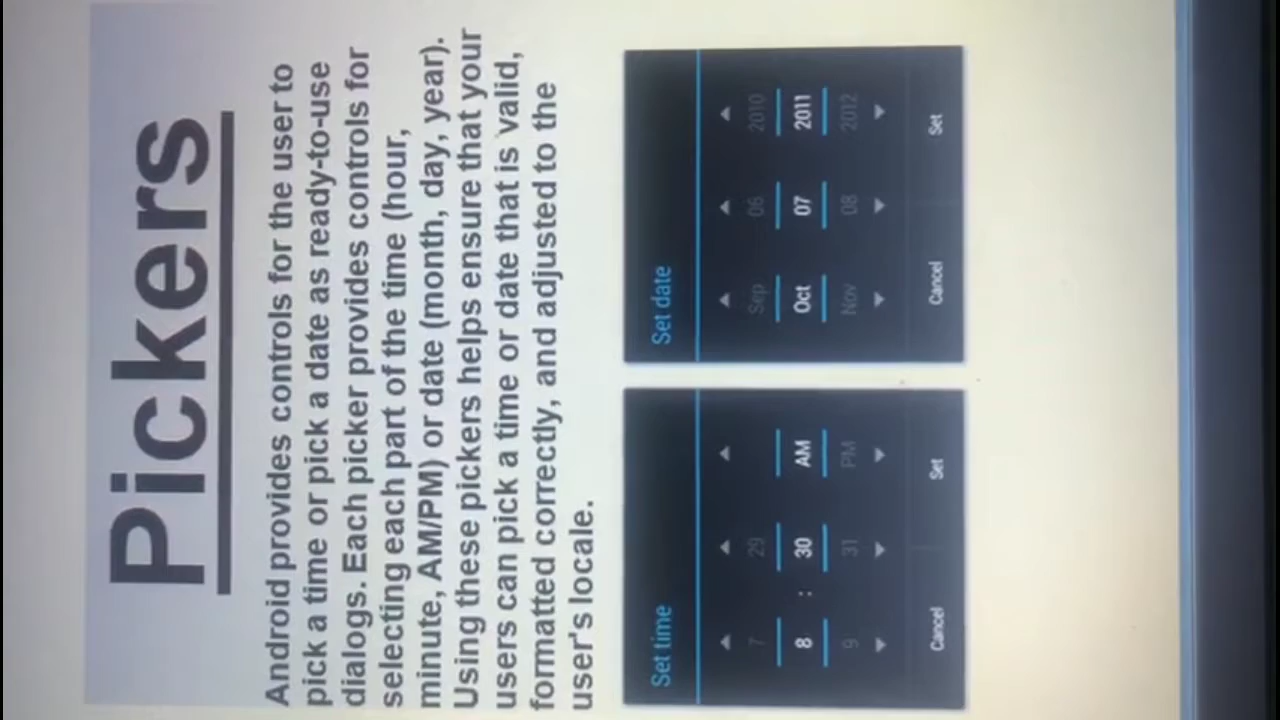 Pickers
Android provides controls for the user to
pick a time or pick a date as ready-to-use
dialogs. Each picker provides controls for
selecting each part of the time (hour,
minute, AM/PM) or date (month, day, year).
Using these pickers helps ensure that your
users can pick a time or date that is valid,
formatted correctly, and adjusted to the
user's locale.
Set time
7 29
8 : 30 AM
9 31 PM
Cancel Set
Set date
Sep 06 2010
Oct 07 2011
Nov 08 2012
Cancel Set